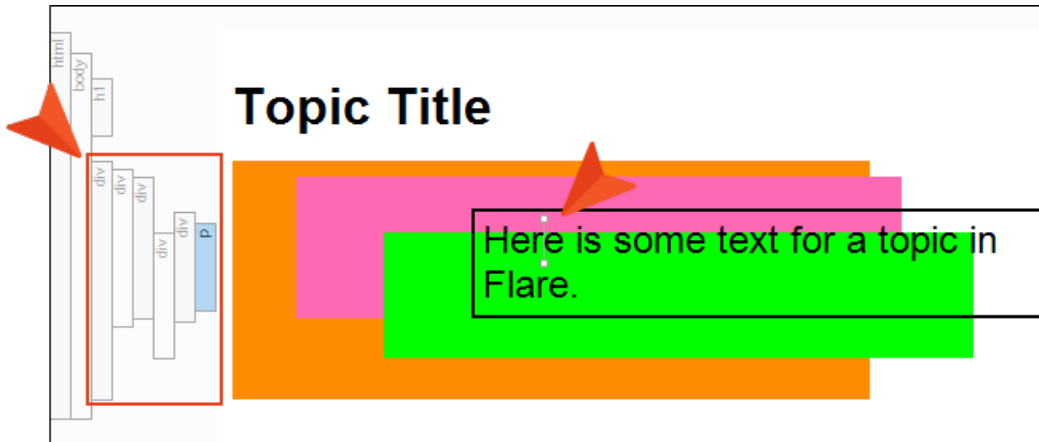 html
body
h1
Topic Title
div
div
div
div
div
p
Here is some text for a topic in
Flare.